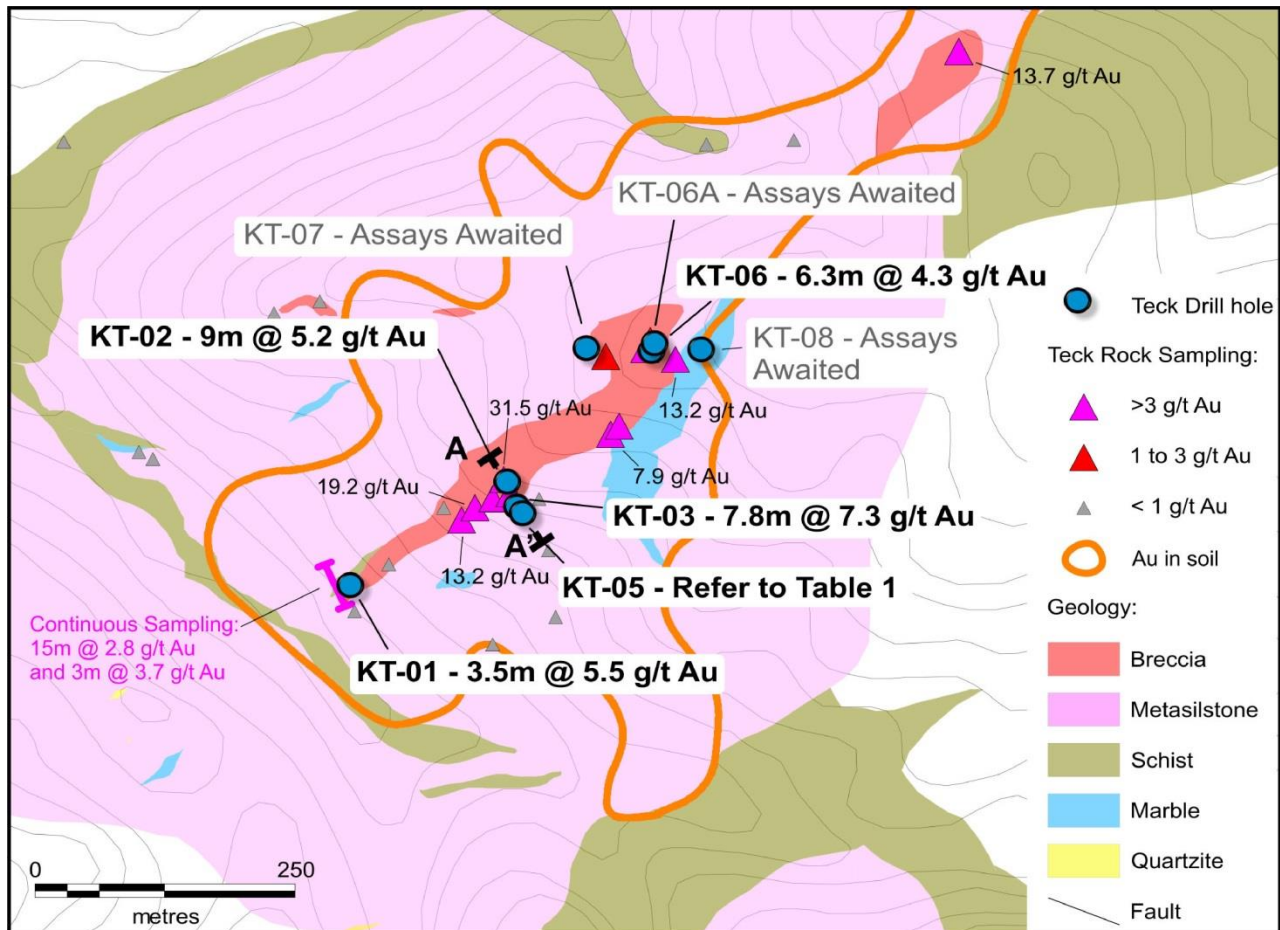 13.7 g/t Au
KT-06A - Assays Awaited
KT-07 - Assays Awaited
KT-06 - 6.3m @ 4.3 g/t Au
KT-02 - 9m @ 5.2 g/t Au
KT-08 - Assays
Awaited
31.5 g/t Au
13.2 g/t Au
A
7.9 g/t Au
19.2 g/t Au
KT-03 - 7.8m @ 7.3 g/t Au
A'
13.2 g/t Au
KT-05 - Refer to Table 1
Continuous Sampling:
15m @ 2.8 g/t Au
and 3m @ 3.7 g/t Au
KT-01 - 3.5m @ 5.5 g/t Au
0 250
metres
Teck Drill hole
Teck Rock Sampling:
>3 g/t Au
1 to 3 g/t Au
< 1 g/t Au
Au in soil
Geology:
Breccia
Metasilstone
Schist
Marble
Quartzite
Fault